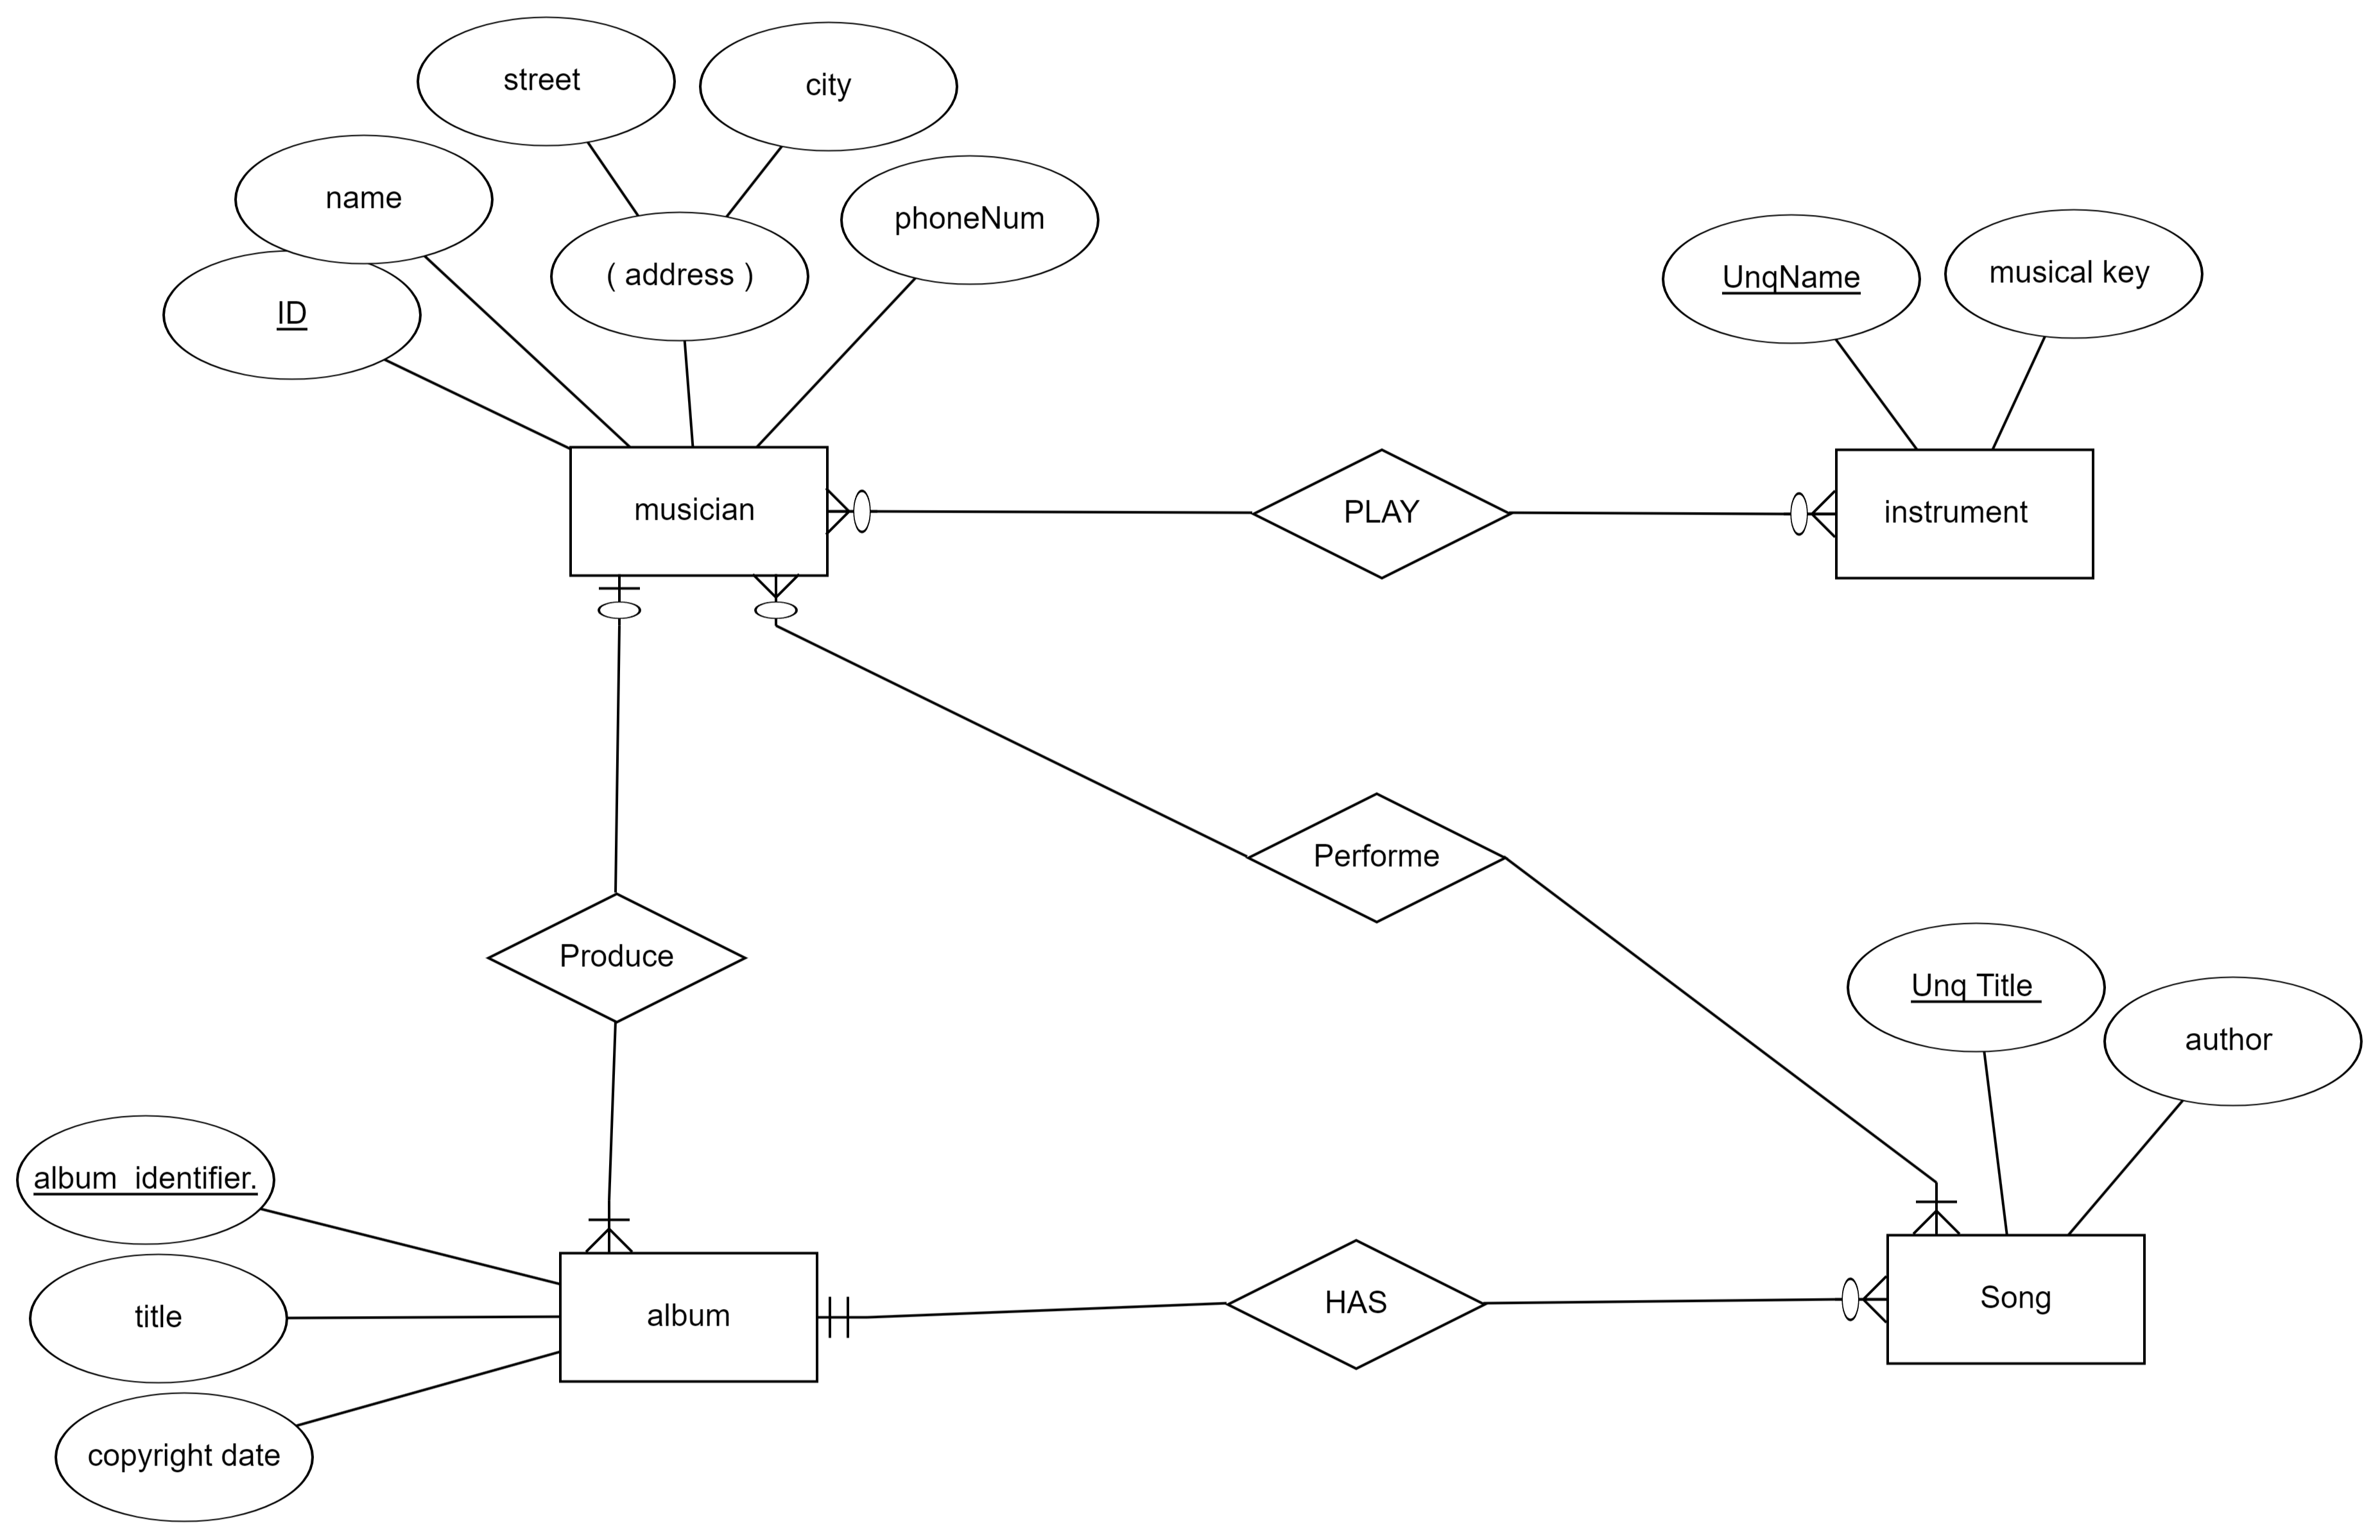 street
city
name
phoneNum
( address )
ID
UnqName
musical key
musician
PLAY
instrument
Performe
Produce
Unq Title
author
album  identifier.
title
album
HAS
Song
copyright date